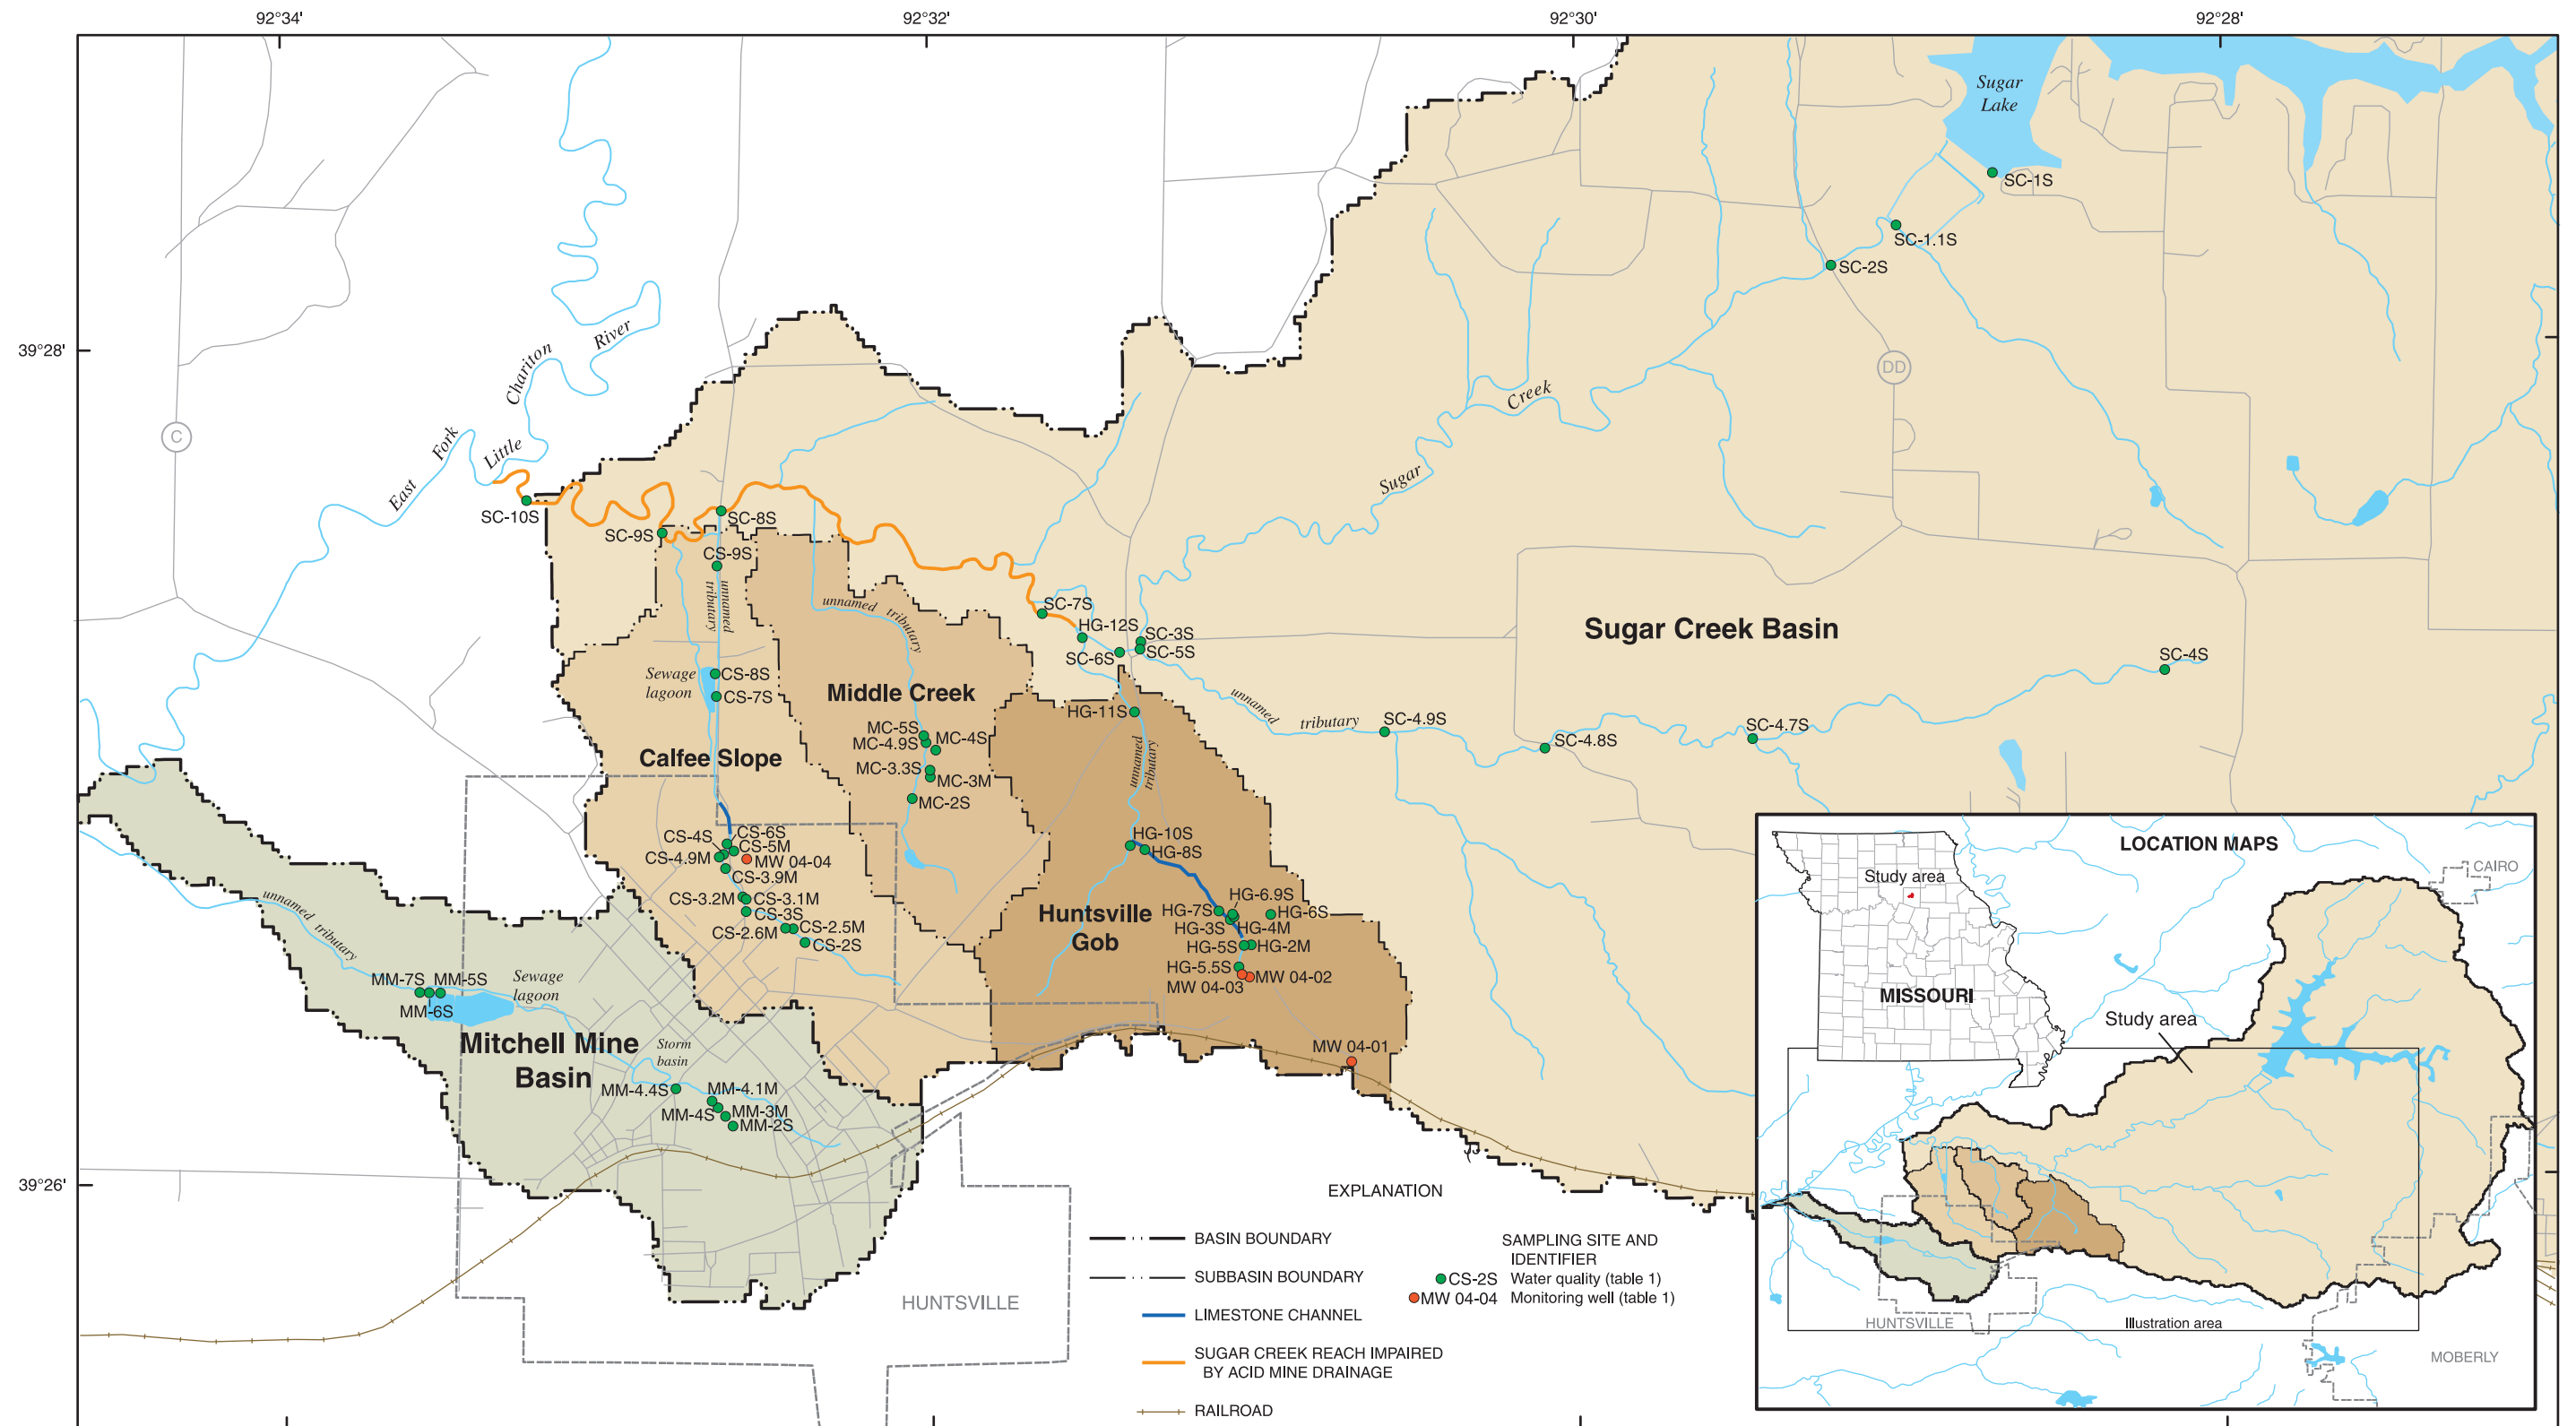 92°34'
92°32'
92°30'
92°28'
Sugar
Lake
SC-1S
SC-1.1S
SC-2S
39°28'
River
Chariton
Little
Fork
East
C
DD
Creek
Sugar
SC-10S
SC-8S
SC-9S
CS-9S
unnamed
tributary
unnamed tributary
SC-7S
HG-12S
SC-3S
SC-5S
SC-6S
Sugar Creek Basin
SC-4S
Sewage
lagoon
CS-8S
CS-7S
Middle Creek
HG-11S
unnamed tributary
SC-4.9S
SC-4.8S
SC-4.7S
MC-5S
MC-4.9S
MC-4S
MC-3.3S
MC-3M
MC-2S
unnamed
tributary
Calfee Slope
CS-4S
CS-6S
CS-5M
CS-4.9M
MW 04-04
CS-3.9M
CS-3.2M
CS-3.1M
CS-3S
CS-2.6M
CS-2.5M
CS-2S
HG-10S
HG-8S
Huntsville
Gob
HG-6.9S
HG-7S
HG-6S
HG-3S
HG-4M
HG-5S
HG-2M
HG-5.5S
MW 04-02
MW 04-03
MW 04-01
unnamed tributary
MM-7S
MM-5S
MM-6S
Sewage
lagoon
Mitchell Mine
Basin
Storm
basin
MM-4.4S
MM-4.1M
MM-4S
MM-3M
MM-2S
39°26'
HUNTSVILLE
EXPLANATION
BASIN BOUNDARY
SUBBASIN BOUNDARY
LIMESTONE CHANNEL
SUGAR CREEK REACH IMPAIRED
BY ACID MINE DRAINAGE
RAILROAD
SAMPLING SITE AND
IDENTIFIER
CS-2S Water quality (table 1)
MW 04-04 Monitoring well (table 1)
LOCATION MAPS
CAIRO
Study area
MISSOURI
Study area
HUNTSVILLE
Illustration area
MOBERLY